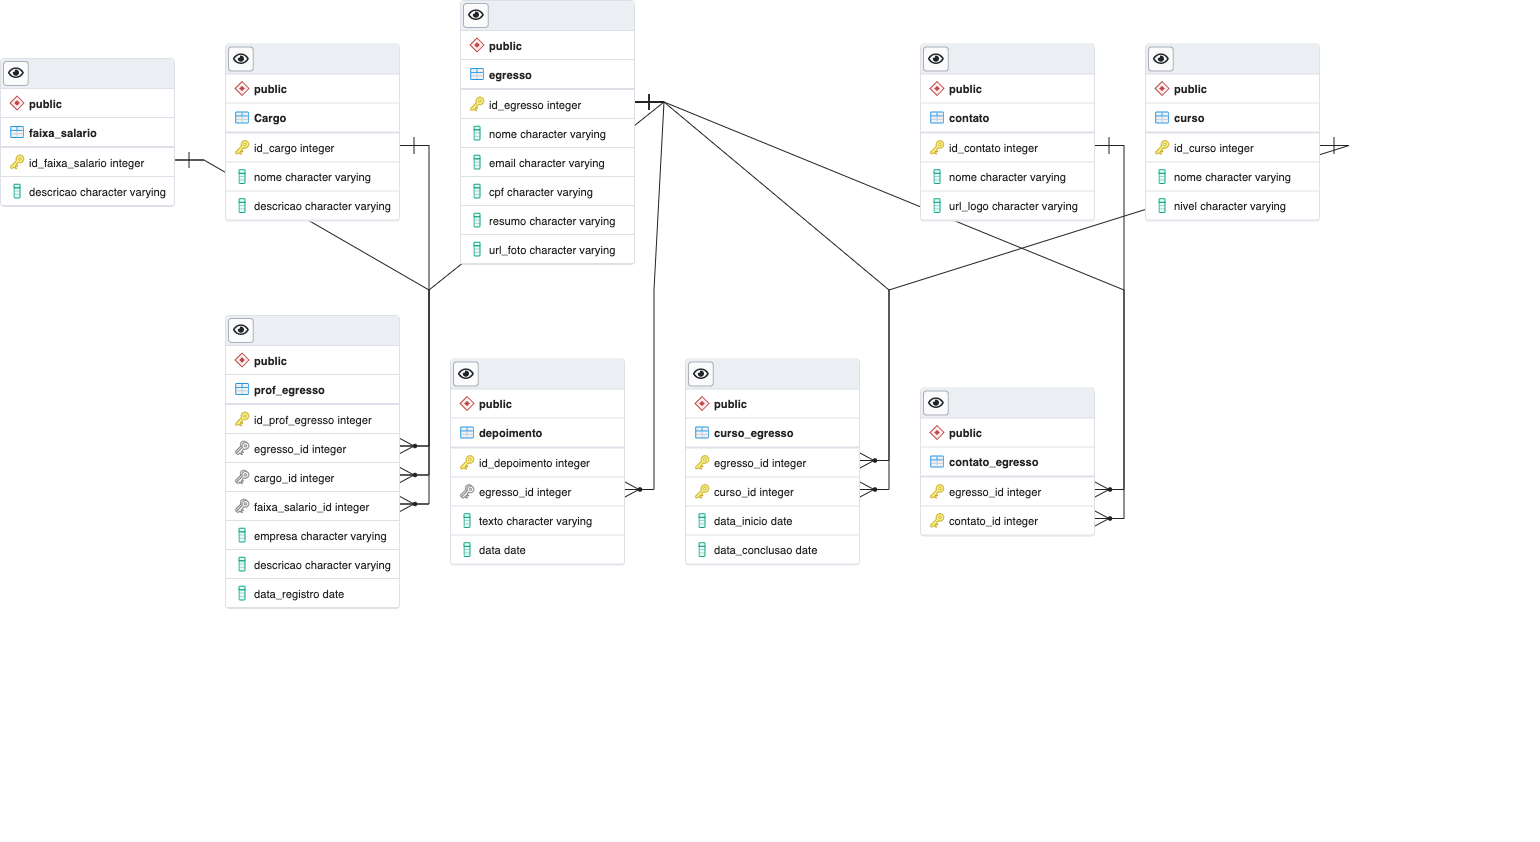 public
faixa_salario
id_faixa_salario integer
descricao character varying
public
Cargo
id_cargo integer
nome character varying
descricao character varying
public
egresso
id_egresso integer
nome character varying
email character varying
cpf character varying
resumo character varying
url_foto character varying
public
contato
id_contato integer
nome character varying
url_logo character varying
public
curso
id_curso integer
nome character varying
nivel character varying
public
prof_egresso
id_prof_egresso integer
egresso_id integer
cargo_id integer
faixa_salario_id integer
empresa character varying
descricao character varying
data_registro date
public
depoimento
id_depoimento integer
egresso_id integer
texto character varying
data date
public
curso_egresso
egresso_id integer
curso_id integer
data_inicio date
data_conclusao date
public
contato_egresso
egresso_id integer
contato_id integer